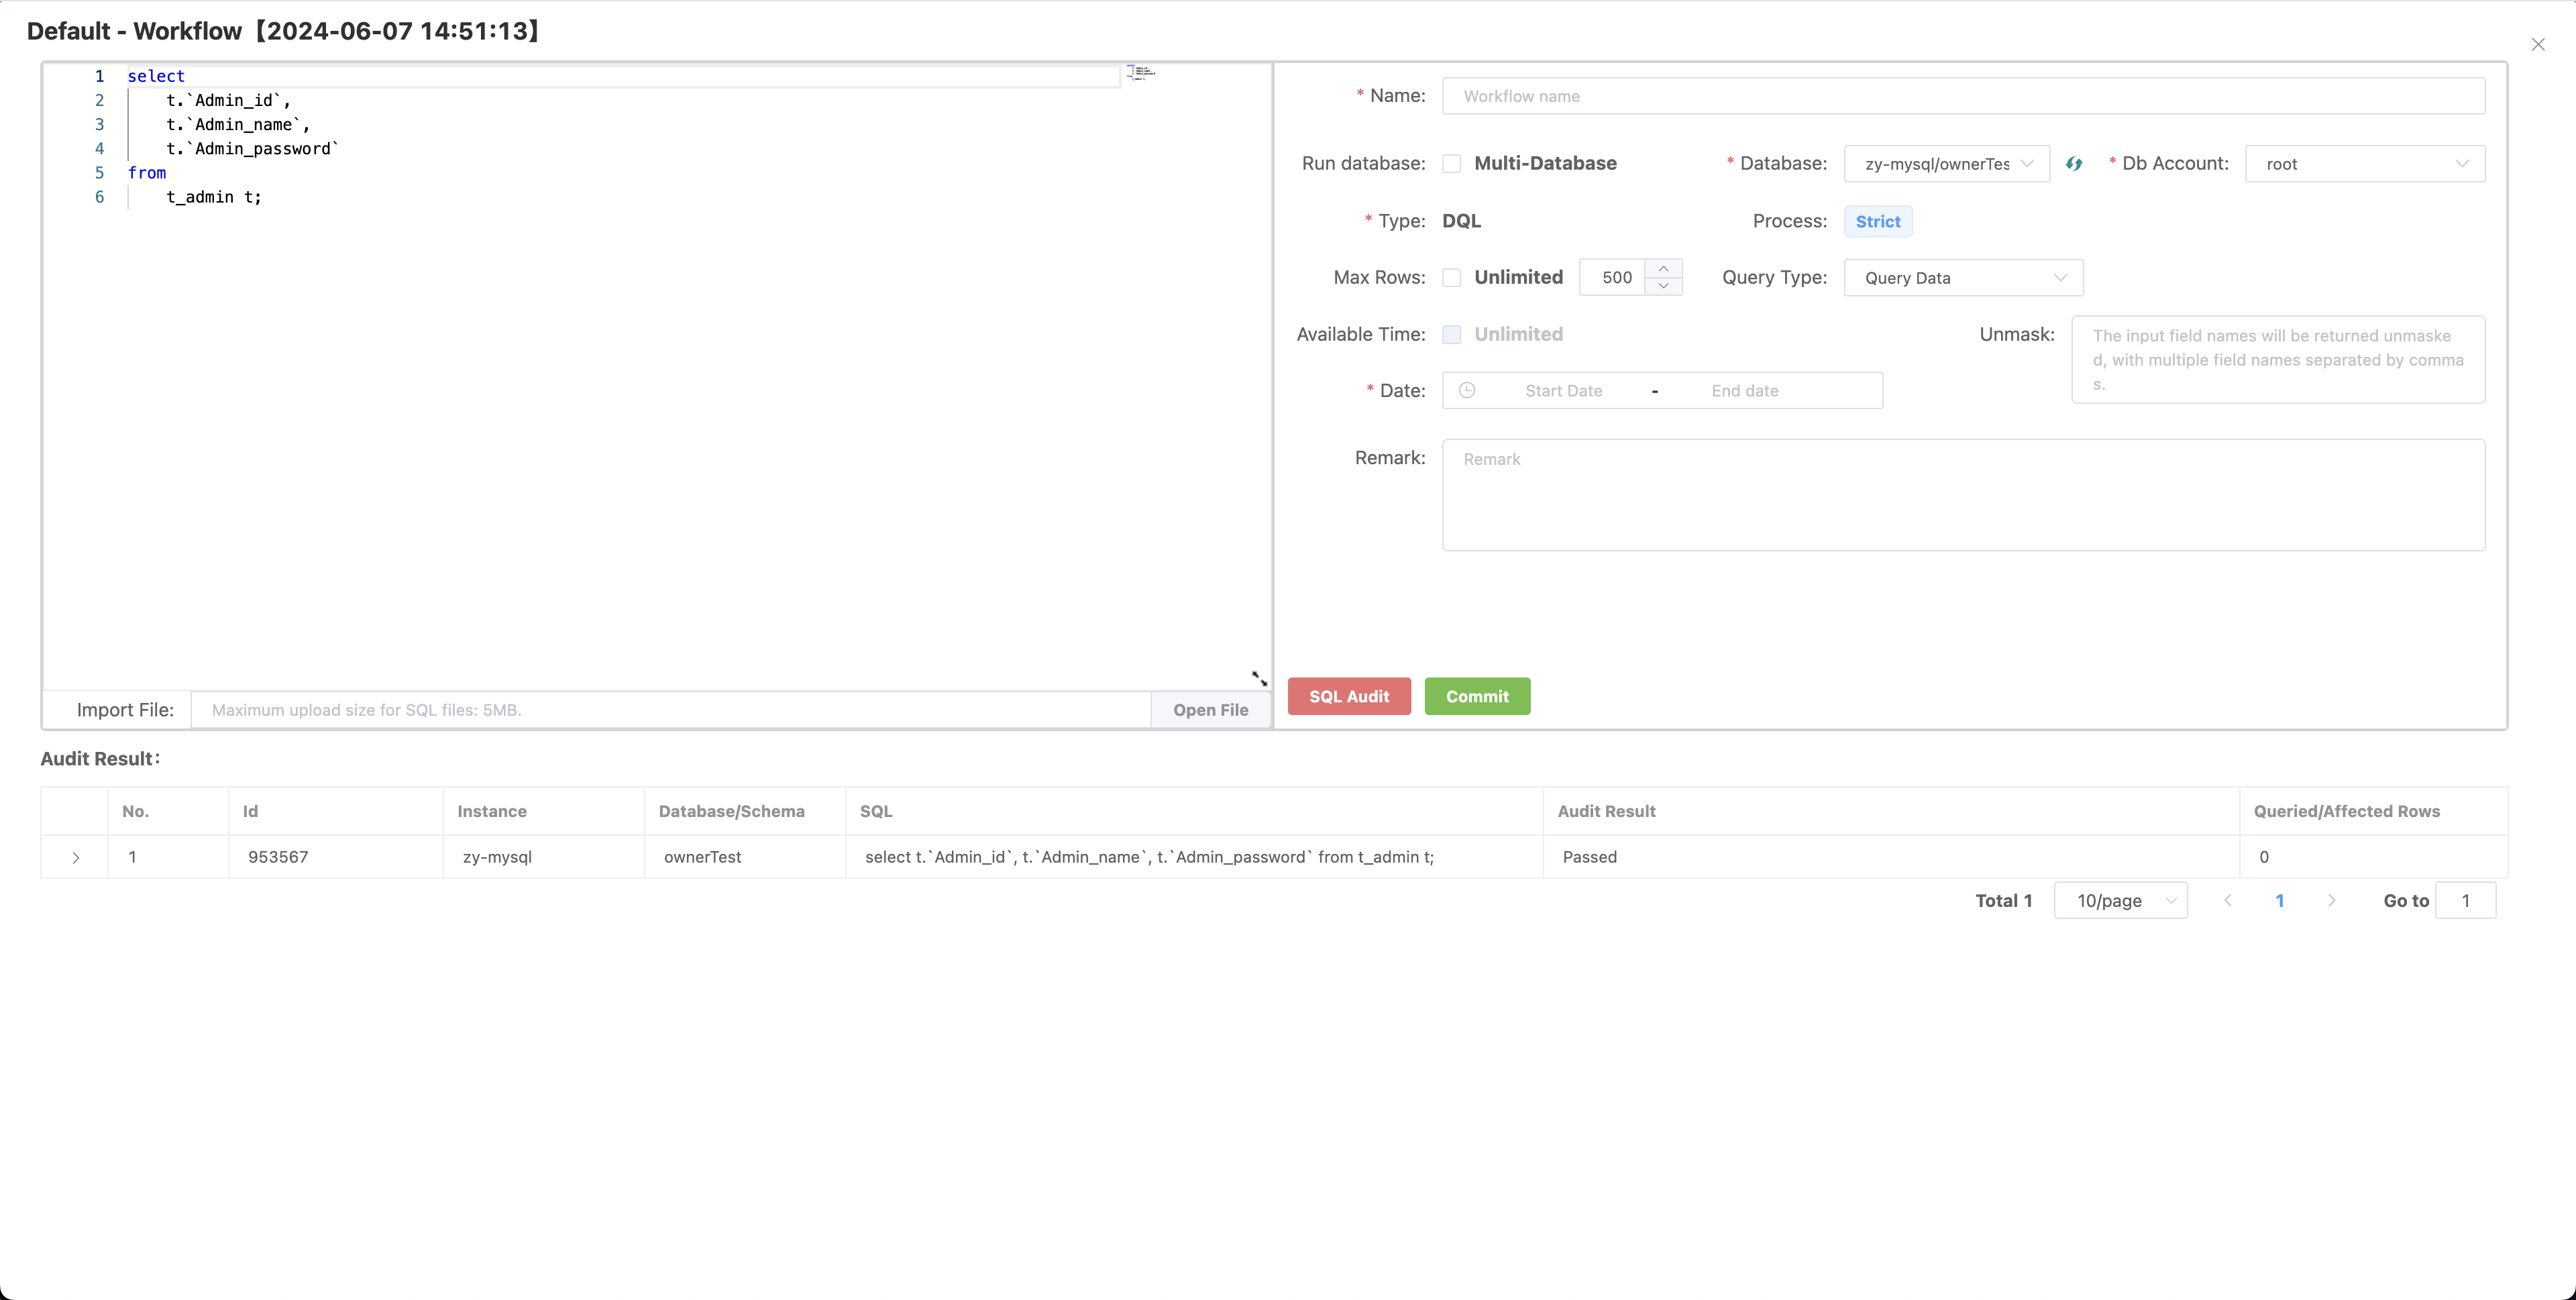 Default - Workflow【2024-06-07 14:51:13】
1 select
2 t.`Admin_id`,
3 t.`Admin_name`,
4 t.`Admin_password`
5 from
6 t_admin t;
Import File: Maximum upload size for SQL files: 5MB. Open File
* Name: Workflow name
Run database: Multi-Database * Database: zy-mysql/ownerTes * Db Account: root
* Type: DQL Process: Strict
Max Rows: Unlimited 500 Query Type: Query Data
Available Time: Unlimited Unmask: The input field names will be returned unmaske
d, with multiple field names separated by comma
s.
* Date: Start Date - End date
Remark: Remark
SQL Audit Commit
Audit Result:
No. Id Instance Database/Schema SQL Audit Result Queried/Affected Rows
1 953567 zy-mysql ownerTest select t.`Admin_id`, t.`Admin_name`, t.`Admin_password` from t_admin t; Passed 0
Total 1 10/page 1 Go to 1